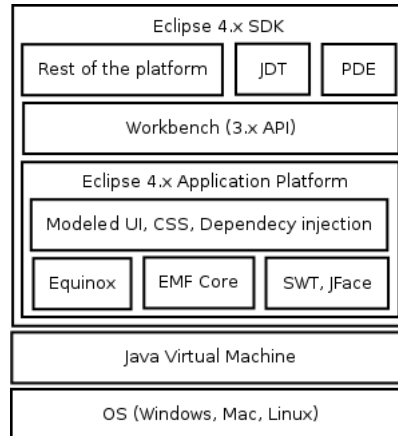 Eclipse 4.x SDK
Rest of the platform
JDT
PDE
Workbench (3.x API)
Eclipse 4.x Application Platform
Modeled UI, CSS, Dependecy injection
Equinox
EMF Core
SWT, JFace
Java Virtual Machine
OS (Windows, Mac, Linux)